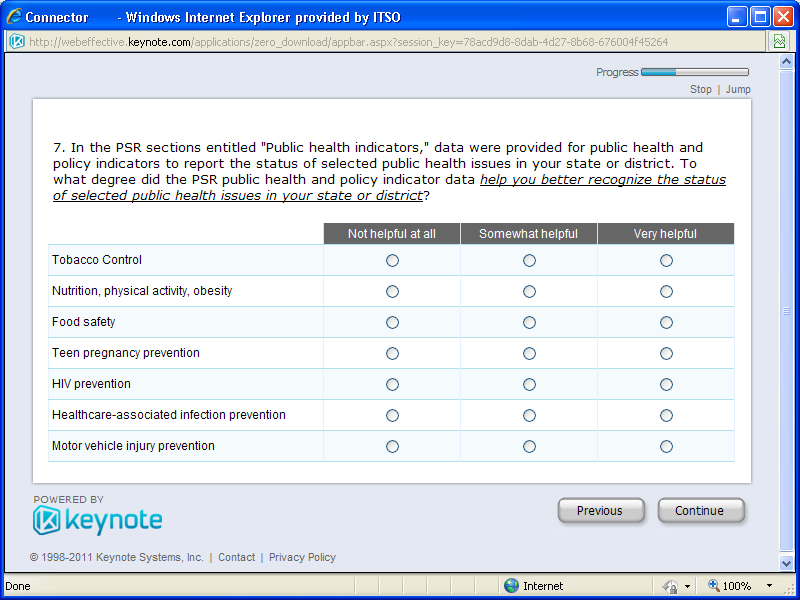 Connector - Windows Internet Explorer provided by ITSO
http://webeffective.keynote.com/applications/zero_download/appbar.aspx?session_key=78acd9d8-8dab-4d27-8b68-676004f45264
Progress
Stop | Jump
7. In the PSR sections entitled "Public health indicators," data were provided for public health and
policy indicators to report the status of selected public health issues in your state or district. To
what degree did the PSR public health and policy indicator data help you better recognize the status
of selected public health issues in your state or district?
Not helpful at all Somewhat helpful Very helpful
Tobacco Control
Nutrition, physical activity, obesity
Food safety
Teen pregnancy prevention
HIV prevention
Healthcare-associated infection prevention
Motor vehicle injury prevention
POWERED BY
keynote
Previous Continue
© 1998-2011 Keynote Systems, Inc. | Contact | Privacy Policy
Done Internet 100%